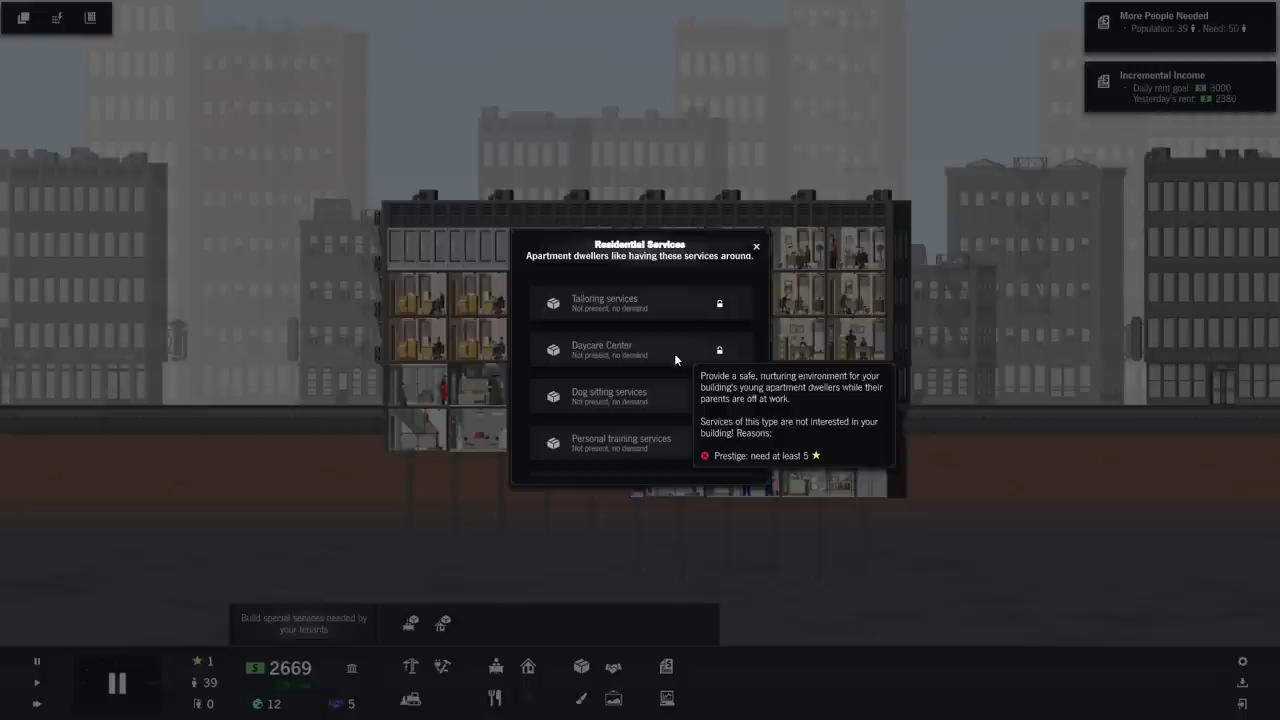 More People Needed
· Population: 39 . Need: 50
Incremental Income
· Daily rent goal: $ 3000
Yesterday's rent: $ 2380
Residential Services
Apartment dwellers like having these services around.
Tailoring services
Not present, no demand
Daycare Center
Not present, no demand
Dog sitting services
Not present, no demand
Personal training services
Not present, no demand
Provide a safe, nurturing environment for your
building's young apartment dwellers while their
parents are off at work.
Services of this type are not interested in your
building! Reasons:
Prestige: need at least 5
Build special services needed by
your tenants
1
39
0
$ 2669
12
5